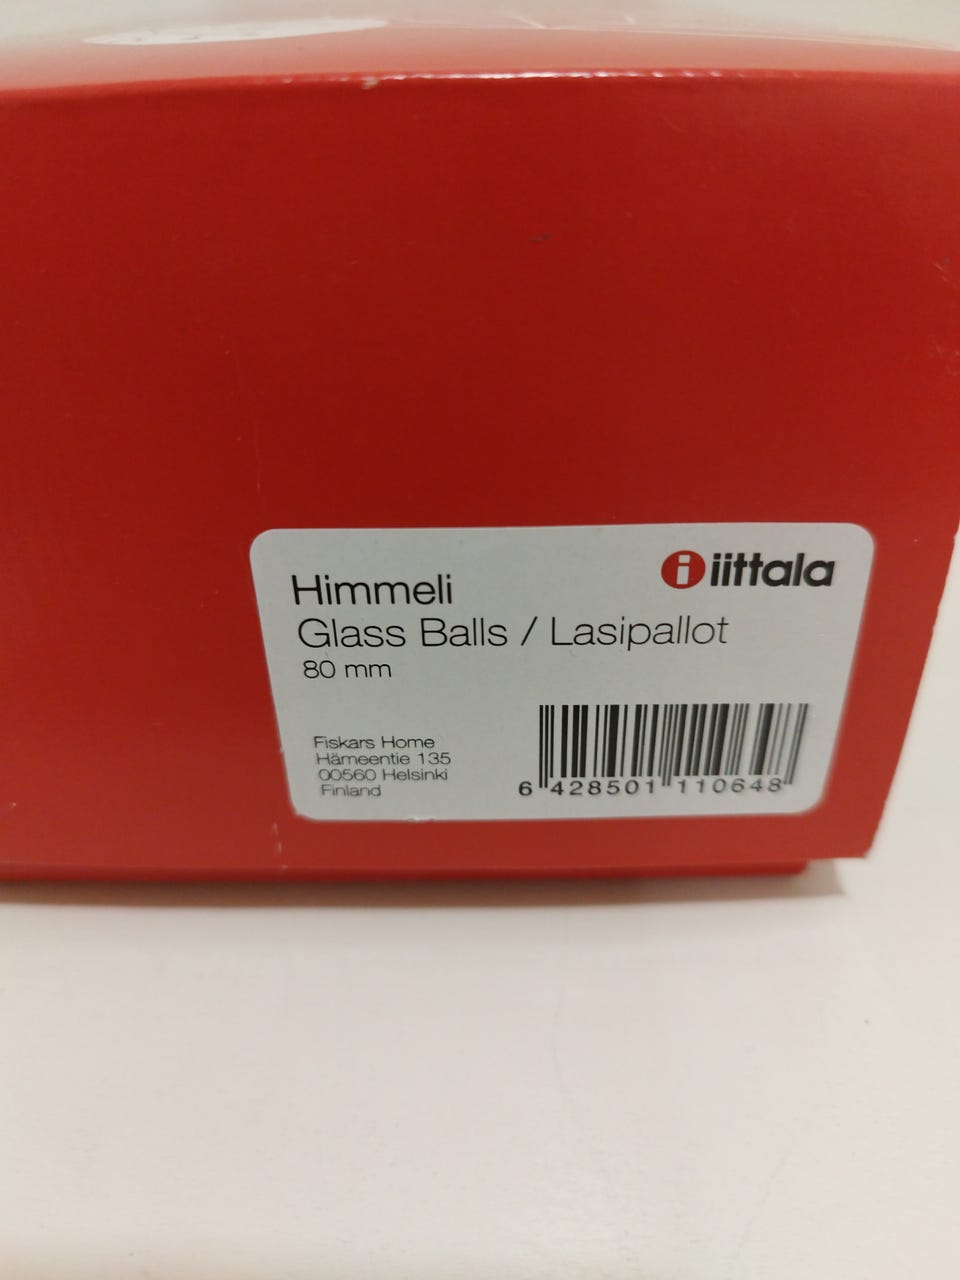 iittala
Himmeli
Glass Balls / Lasipallot
80 mm
Fiskars Home
Hämeentie 135
00560 Helsinki
Finland
6 428501 110648